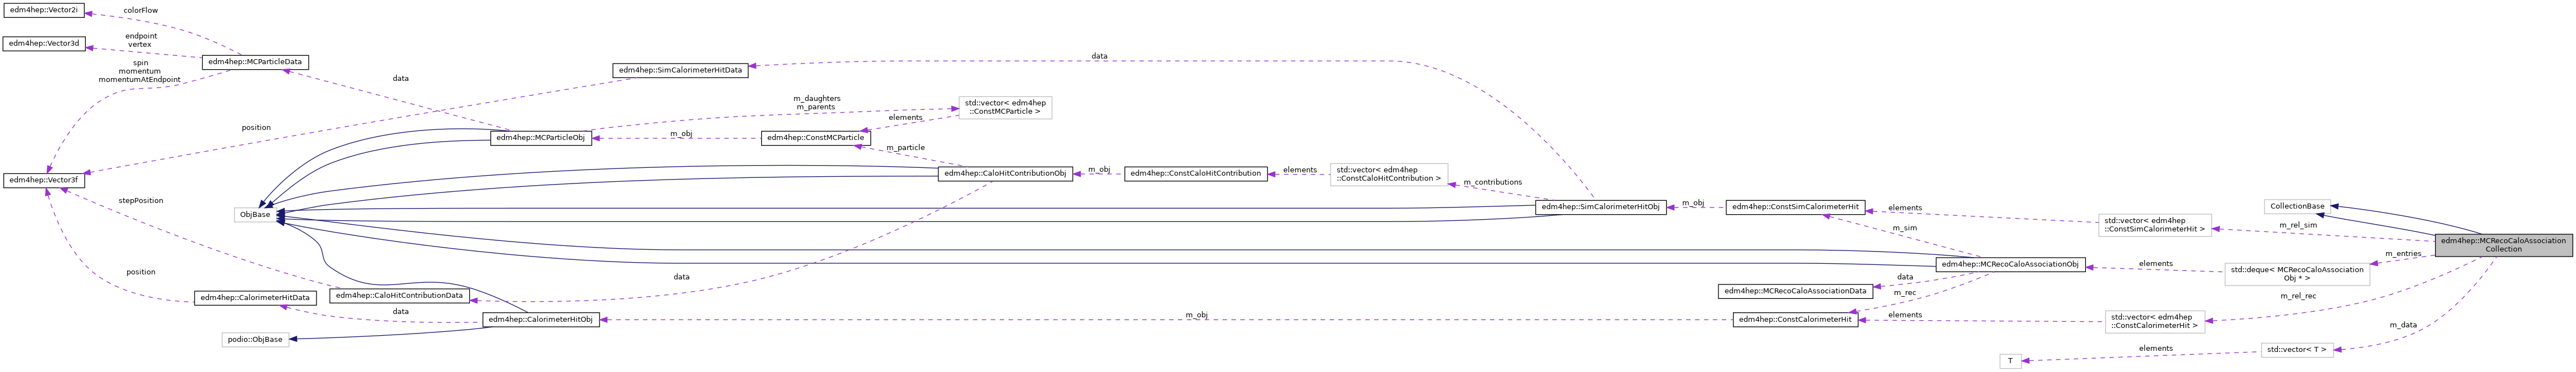 edm4hep::Vector2i
colorFlow
edm4hep::Vector3d
endpoint
vertex
edm4hep::MCParticleData
spin
momentum
momentumAtEndpoint
data
edm4hep::SimCalorimeterHitData
data
position
m_daughters
m_parents
std::vector< edm4hep
::ConstMCParticle >
elements
edm4hep::MCParticleObj
m_obj
edm4hep::ConstMCParticle
m_particle
edm4hep::Vector3f
edm4hep::CaloHitContributionObj
m_obj
edm4hep::ConstCaloHitContribution
elements
std::vector< edm4hep
::ConstCaloHitContribution >
m_contributions
stepPosition
ObjBase
edm4hep::SimCalorimeterHitObj
m_obj
edm4hep::ConstSimCalorimeterHit
elements
std::vector< edm4hep
::ConstSimCalorimeterHit >
m_rel_sim
CollectionBase
m_sim
edm4hep::MCRecoCaloAssociation
Collection
m_entries
std::deque< MCRecoCaloAssociation
Obj * >
elements
edm4hep::MCRecoCaloAssociationObj
position
data
data
edm4hep::MCRecoCaloAssociationData
m_rec
edm4hep::CalorimeterHitData
edm4hep::CaloHitContributionData
m_rel_rec
data
edm4hep::CalorimeterHitObj
m_obj
edm4hep::ConstCalorimeterHit
elements
std::vector< edm4hep
::ConstCalorimeterHit >
m_data
podio::ObjBase
std::vector< T >
elements
T